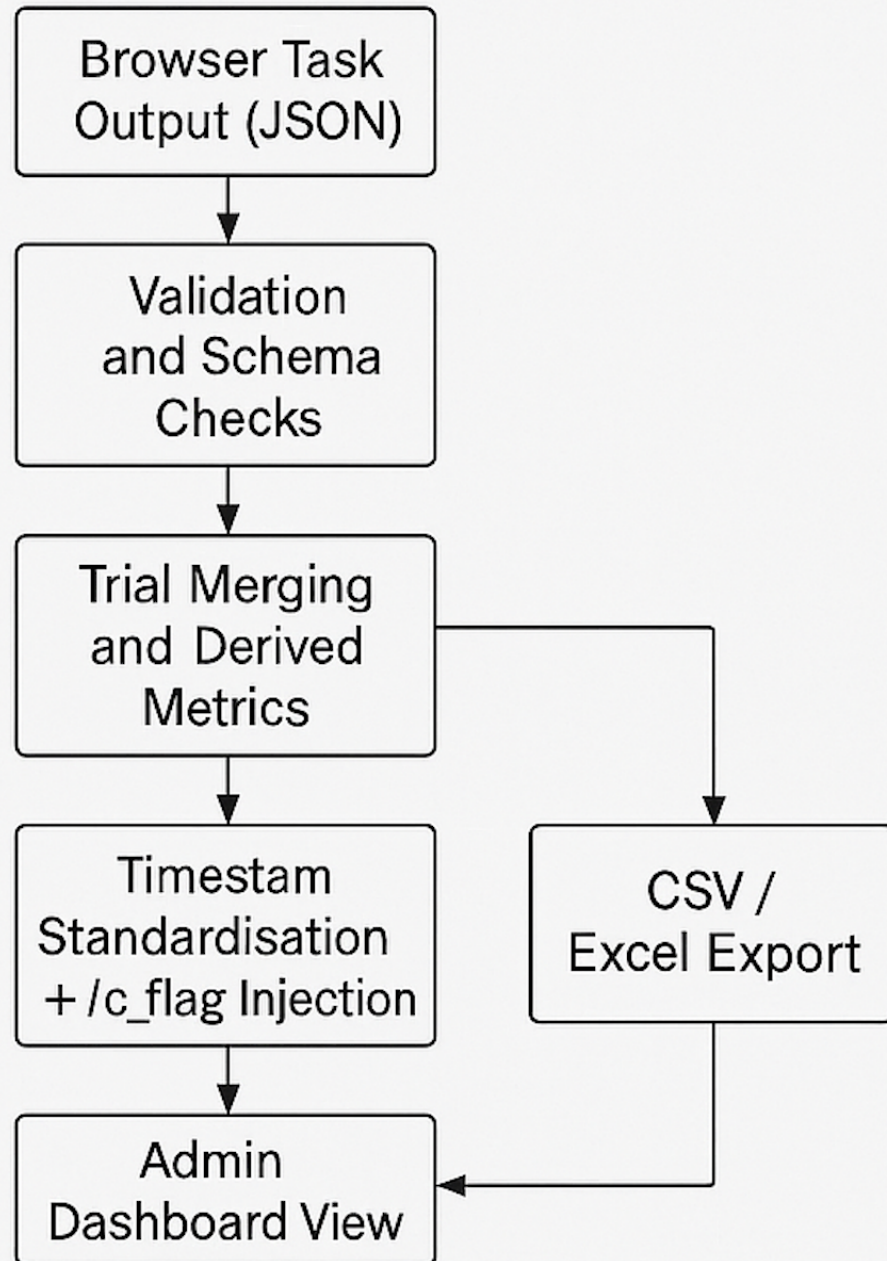 Browser Task
Output (JSON)
Validation
and Schema
Checks
Trial Merging
and Derived
Metrics
Timestam
Standardisation
+ /c_flag Injection
CSV /
Excel Export
Admin
Dashboard View